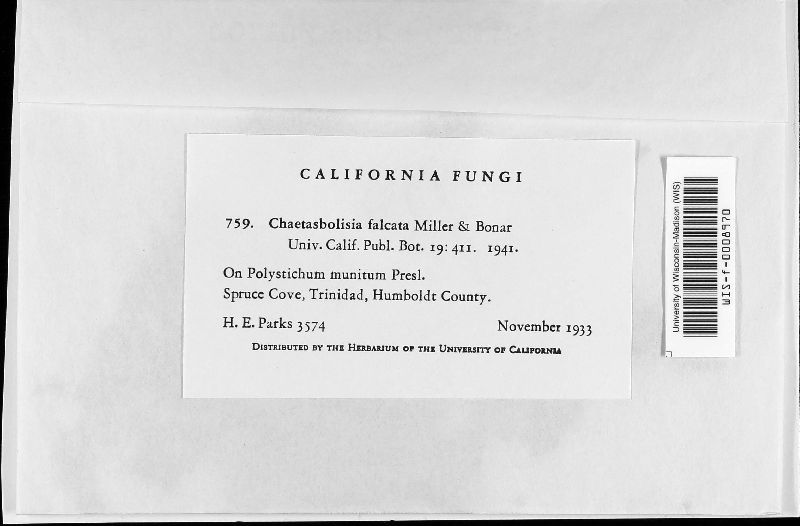 CALIFORNIA FUNGI
759. Chaetasbolisia falcata Miller & Bonar
Univ. Calif. Publ. Bot. 19: 411. 1941.
On Polystichum munitum Presl.
Spruce Cove, Trinidad, Humboldt County.
H. E. Parks 3574 November 1933
DISTRIBUTED BY THE HERBARIUM OF THE UNIVERSITY OF CALIFORNIA
University of Wisconsin-Madison (WIS)
WIS-f-0008970